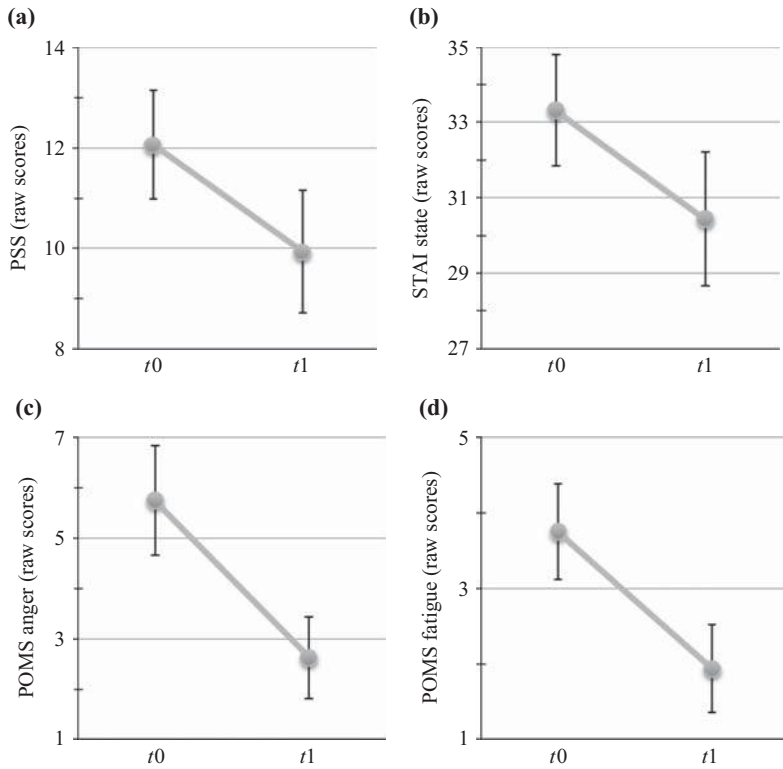 (a)
PSS (raw scores)
14
12
10
8
t0
t1
(b)
STAI state (raw scores)
35
33
31
29
27
t0
t1
(c)
POMS anger (raw scores)
7
5
3
1
t0
t1
(d)
POMS fatigue (raw scores)
5
3
1
t0
t1